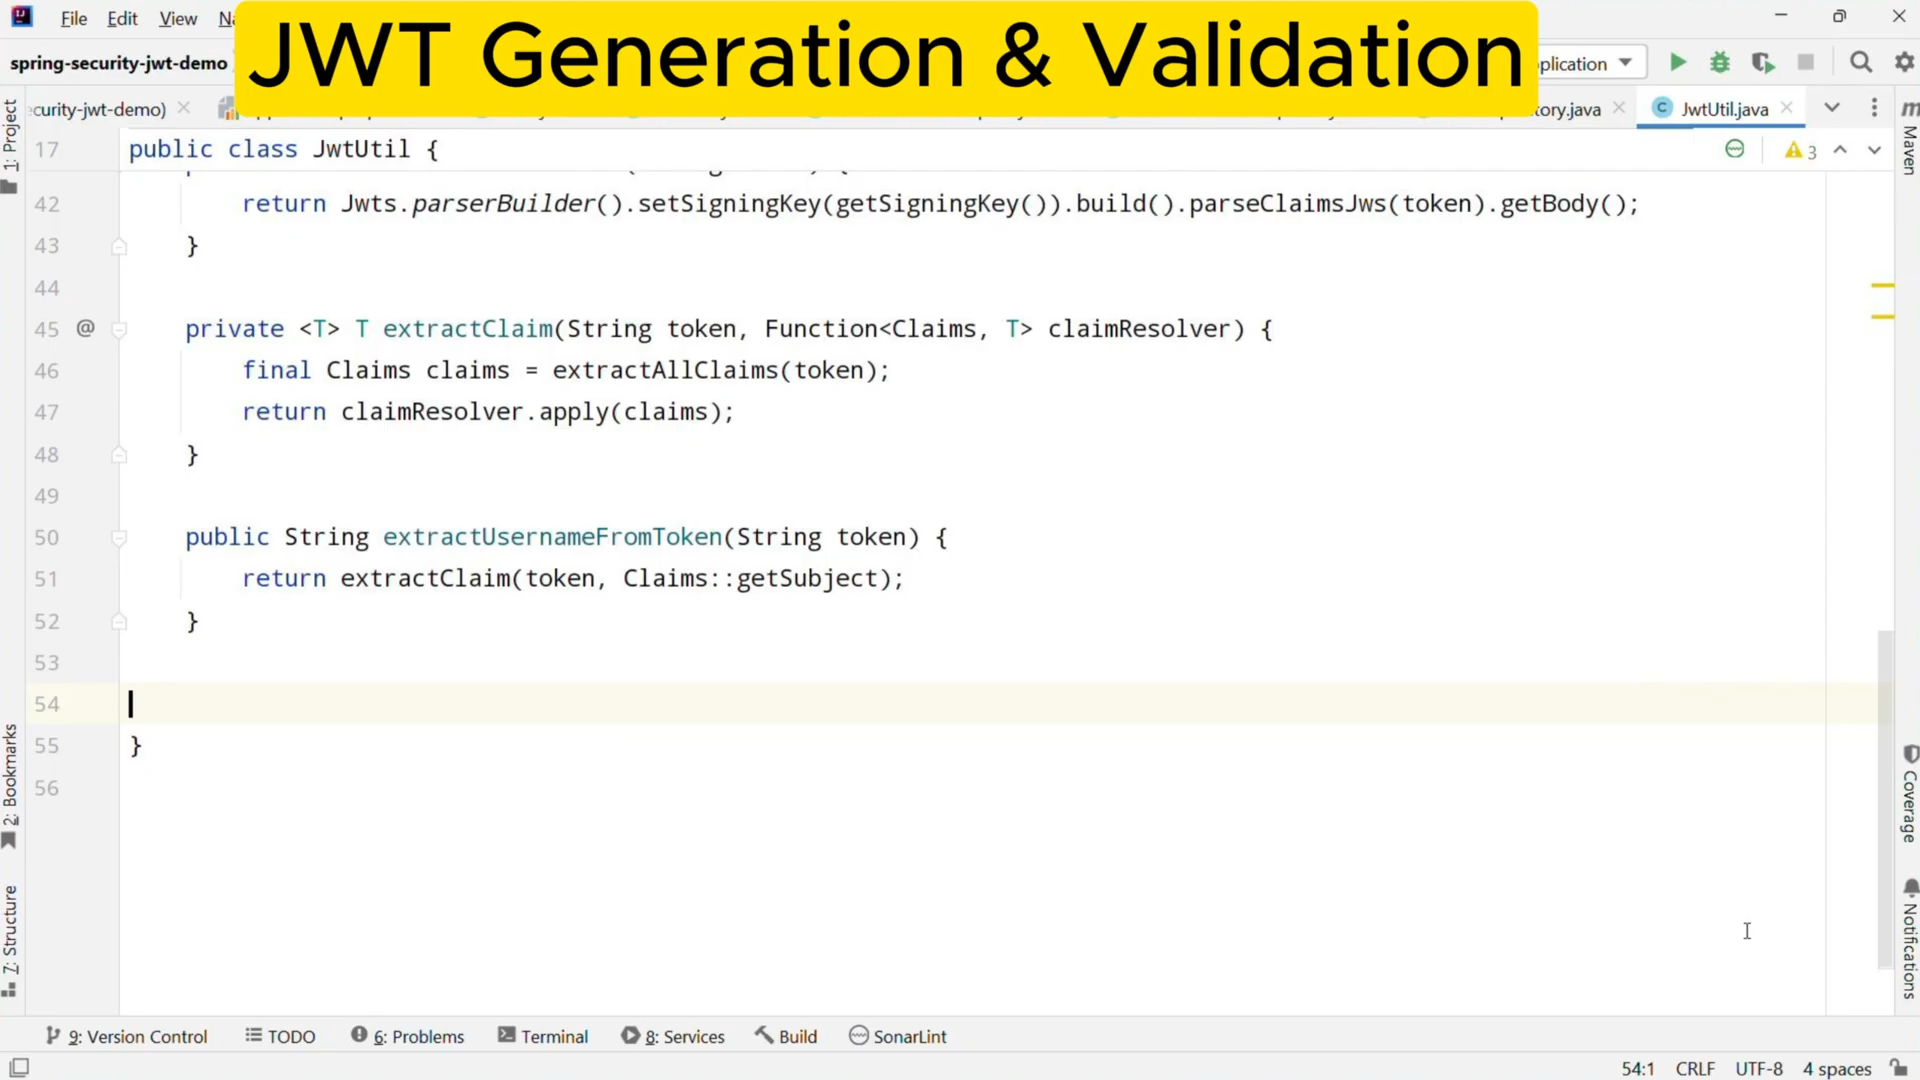 File Edit View
JWT Generation & Validation
spring-security-jwt-demo
plication
curity-jwt-demo)
tory.java
JwtUtil.java
1: Project
Maven
17 public class JwtUtil {
3
42 return Jwts.parserBuilder().setSigningKey(getSigningKey()).build().parseClaimsJws(token).getBody();
43 }
44
45 @ private <T> T extractClaim(String token, Function<Claims, T> claimResolver) {
46 final Claims claims = extractAllClaims(token);
47 return claimResolver.apply(claims);
48 }
49
50 public String extractUsernameFromToken(String token) {
51 return extractClaim(token, Claims::getSubject);
52 }
53
54
55 }
56
2: Bookmarks
7: Structure
Coverage
Notifications
9: Version Control TODO 6: Problems Terminal 8: Services Build SonarLint
54:1 CRLF UTF-8 4 spaces